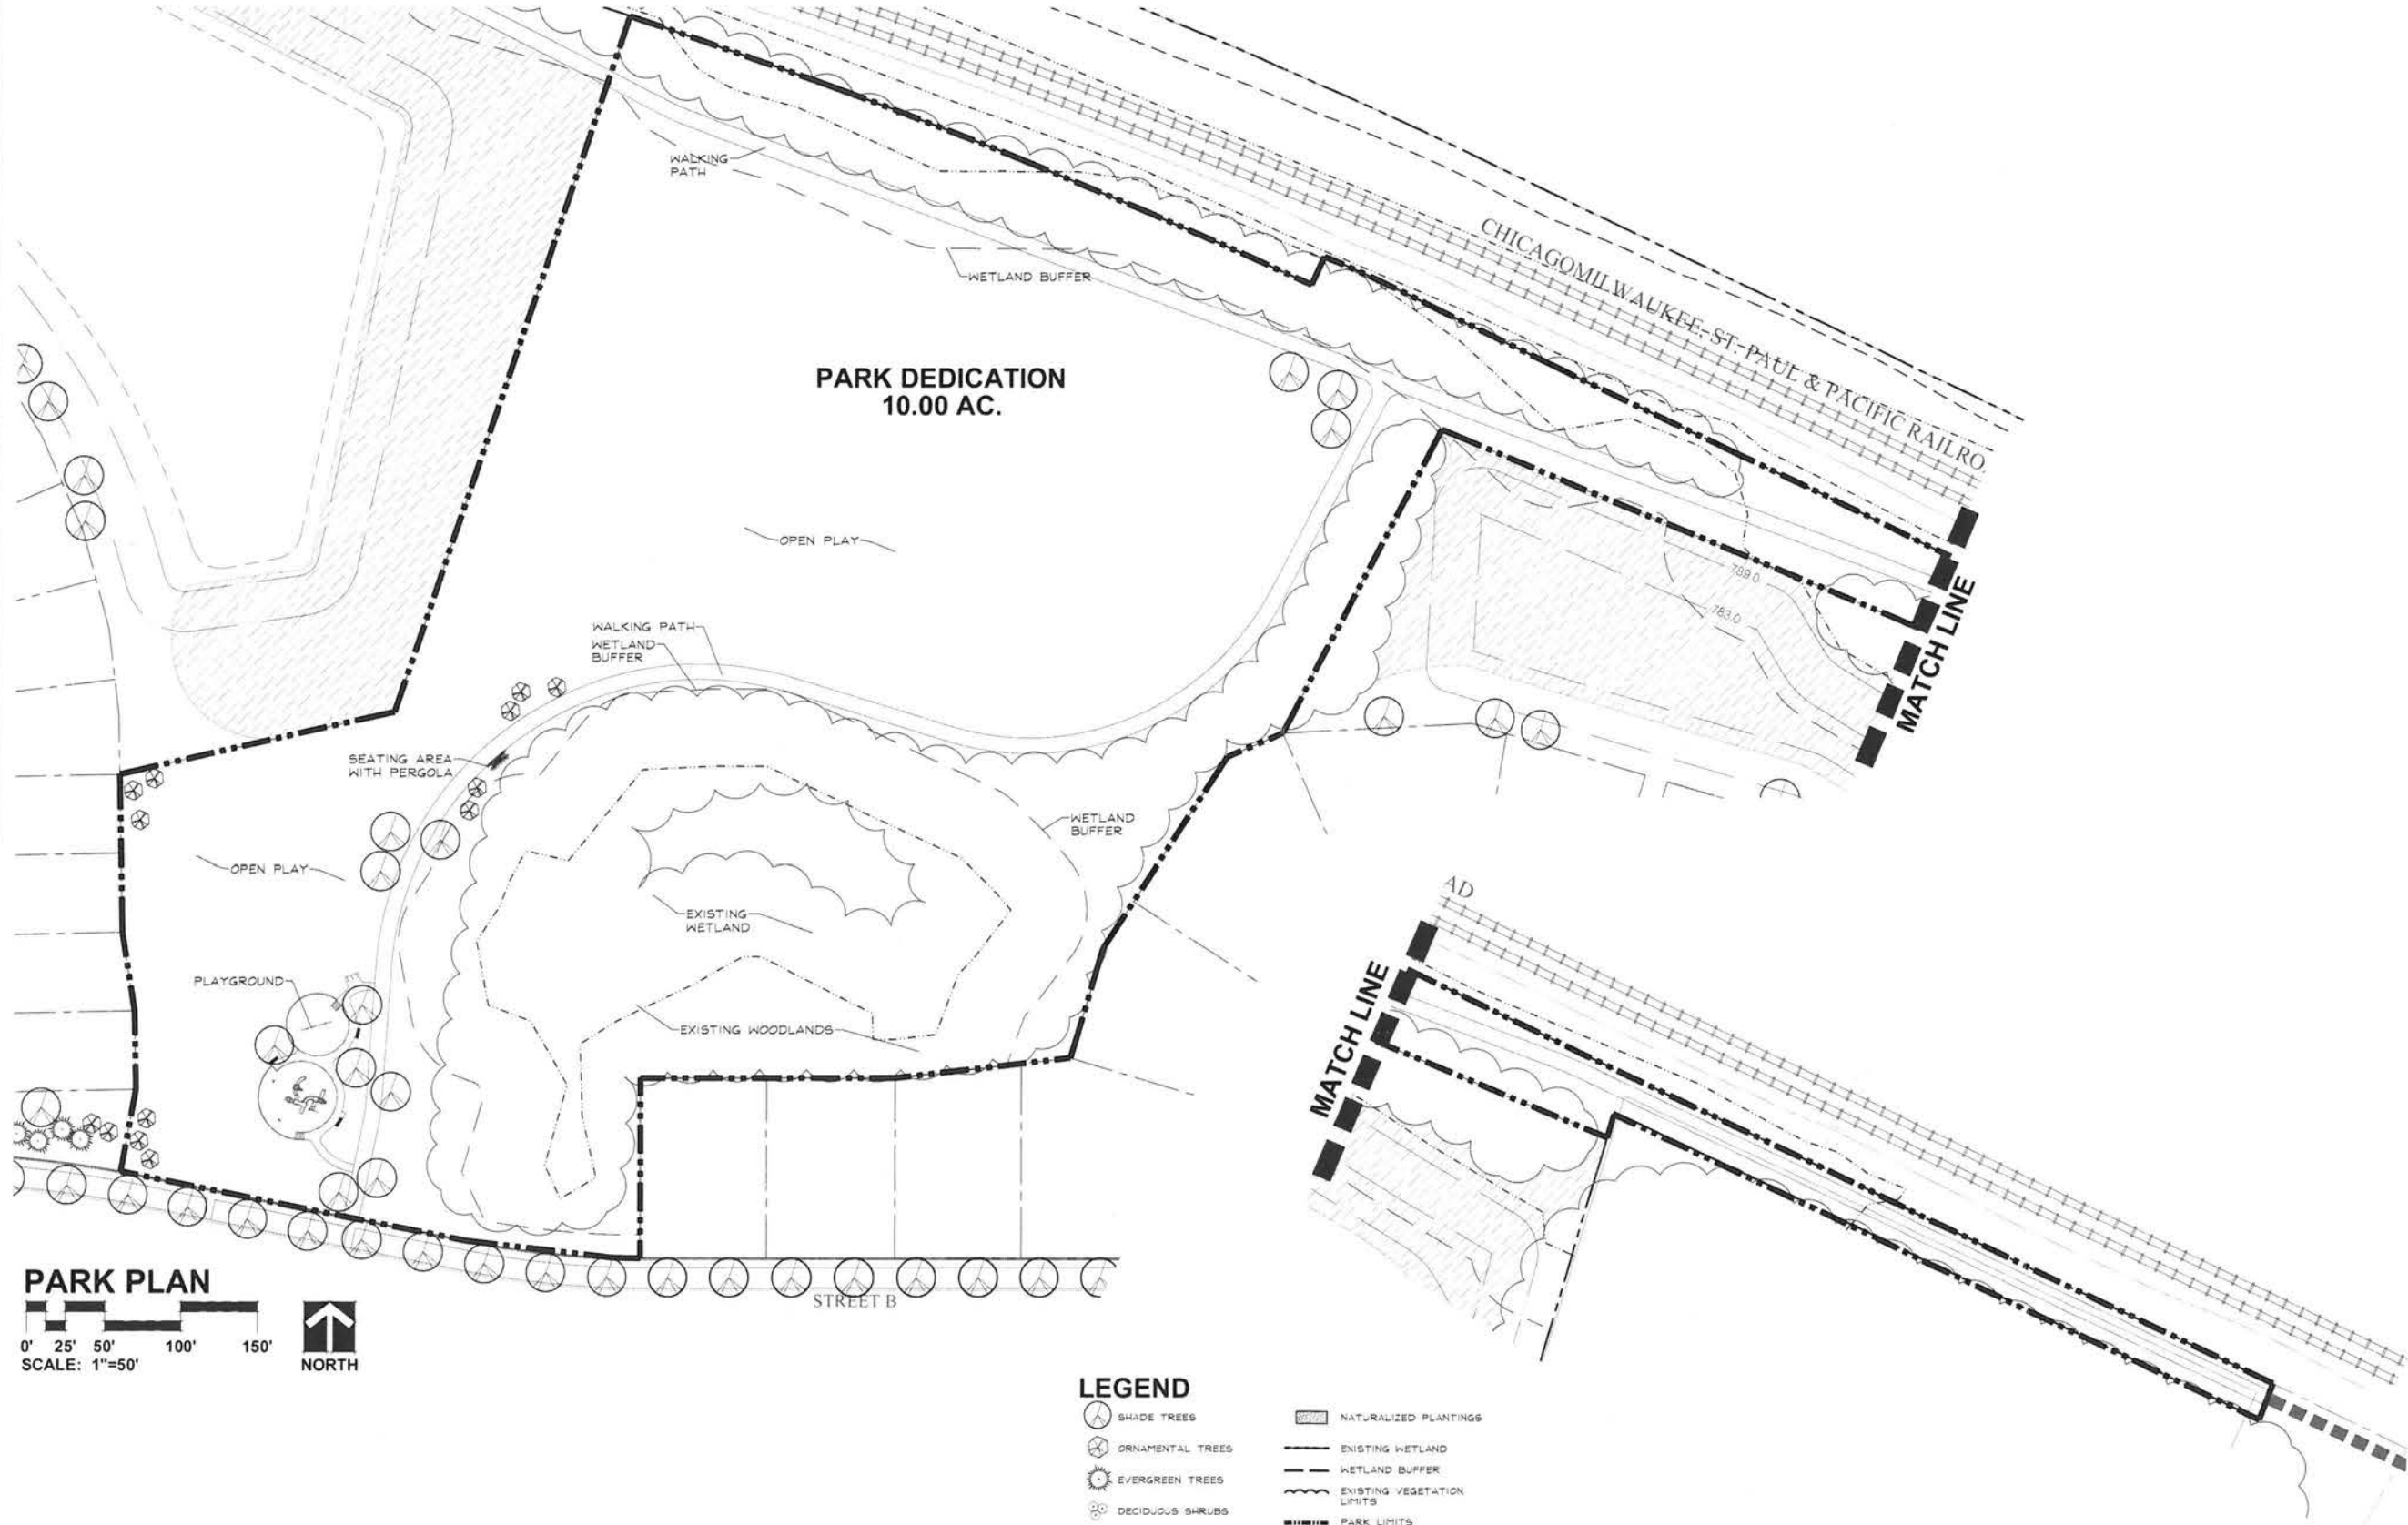 WALKING
PATH
WETLAND BUFFER
CHICAGOMILWAUKEE, ST. PAUL & PACIFIC RAILRO
PARK DEDICATION
10.00 AC.
OPEN PLAY
789.0
783.0
MATCH LINE
WALKING PATH
WETLAND
BUFFER
SEATING AREA
WITH PERGOLA
WETLAND
BUFFER
OPEN PLAY
EXISTING
WETLAND
PLAYGROUND
EXISTING WOODLANDS
AD
MATCH LINE
STREET B
PARK PLAN
0' 25' 50' 100' 150'
SCALE: 1"=50'
NORTH
LEGEND
SHADE TREES
ORNAMENTAL TREES
EVERGREEN TREES
DECIDUOUS SHRUBS
NATURALIZED PLANTINGS
EXISTING WETLAND
WETLAND BUFFER
EXISTING VEGETATION
LIMITS
PARK LIMITS